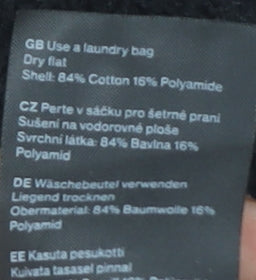 GB Use a laundry bag
Dry flat
Shell: 84% Cotton 16% Polyamide
CZ Perte v sáčku pro šetrné praní
Sušení na vodorovné ploše
Svrchní látka: 84% Bavlna 16%
Polyamid
DE Wäschebeutel verwenden
Liegend trocknen
Obermaterial: 84% Baumwolle 16%
Polyamid
EE Kasuta pesukotti
Kuivata tasasel pinnal